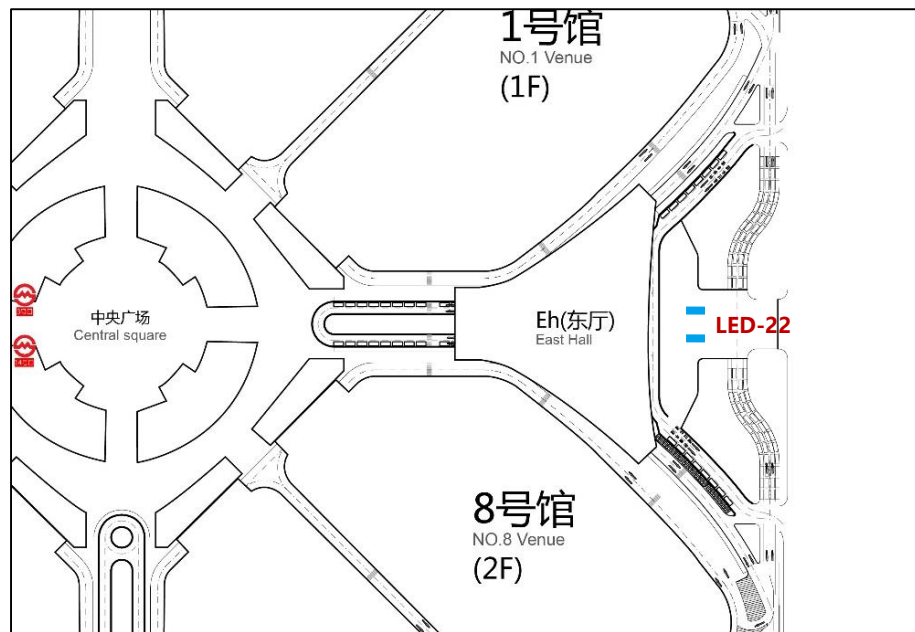 1号馆
NO.1 Venue
(1F)
中央广场
Central square
Eh(东厅)
East Hall
LED-22
8号馆
NO.8 Venue
(2F)